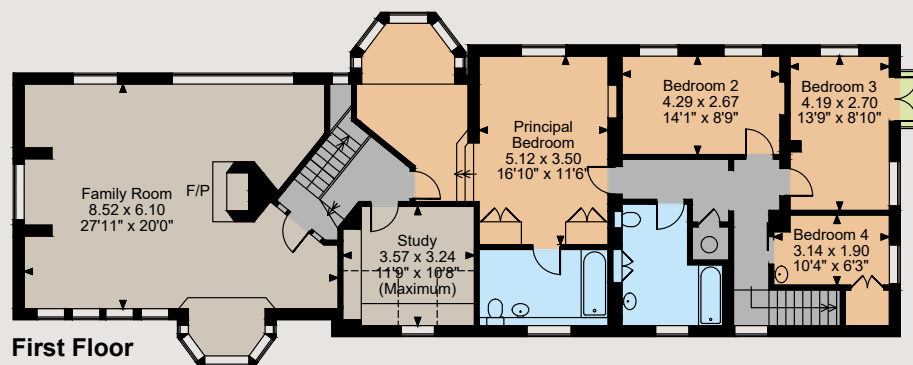 Family Room
8.52 x 6.10
27'11" x 20'0"
F/P
Study
3.57 x 3.24
11'9" x 10'8"
(Maximum)
Principal
Bedroom
5.12 x 3.50
16'10" x 11'6"
Bedroom 2
4.29 x 2.67
14'1" x 8'9"
Bedroom 3
4.19 x 2.70
13'9" x 8'10"
Bedroom 4
3.14 x 1.90
10'4" x 6'3"
First Floor